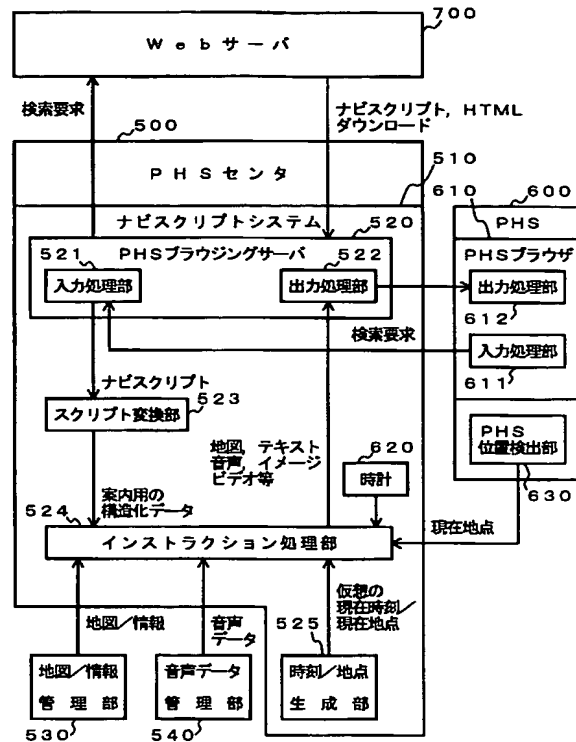 700
Webサーバ
検索要求
ナビスクリプト，HTML
ダウンロード
500
510
PHSセンタ
610
600
ナビスクリプトシステム
520
PHS
PHSブラウジングサーバ
PHSブラウザ
521
522
入力処理部
出力処理部
出力処理部
612
検索要求
入力処理部
611
ナビスクリプト
スクリプト変換部
523
地図，テキスト
音声，イメージ
ビデオ等
620
時計
PHS
位置検出部
630
案内用の
構造化データ
524
インストラクション処理部
現在地点
地図／情報
音声
データ
仮想の
現在時刻／
現在地点
525
地図／情報
管理部
音声データ
管理部
時刻／地点
生成部
530
540